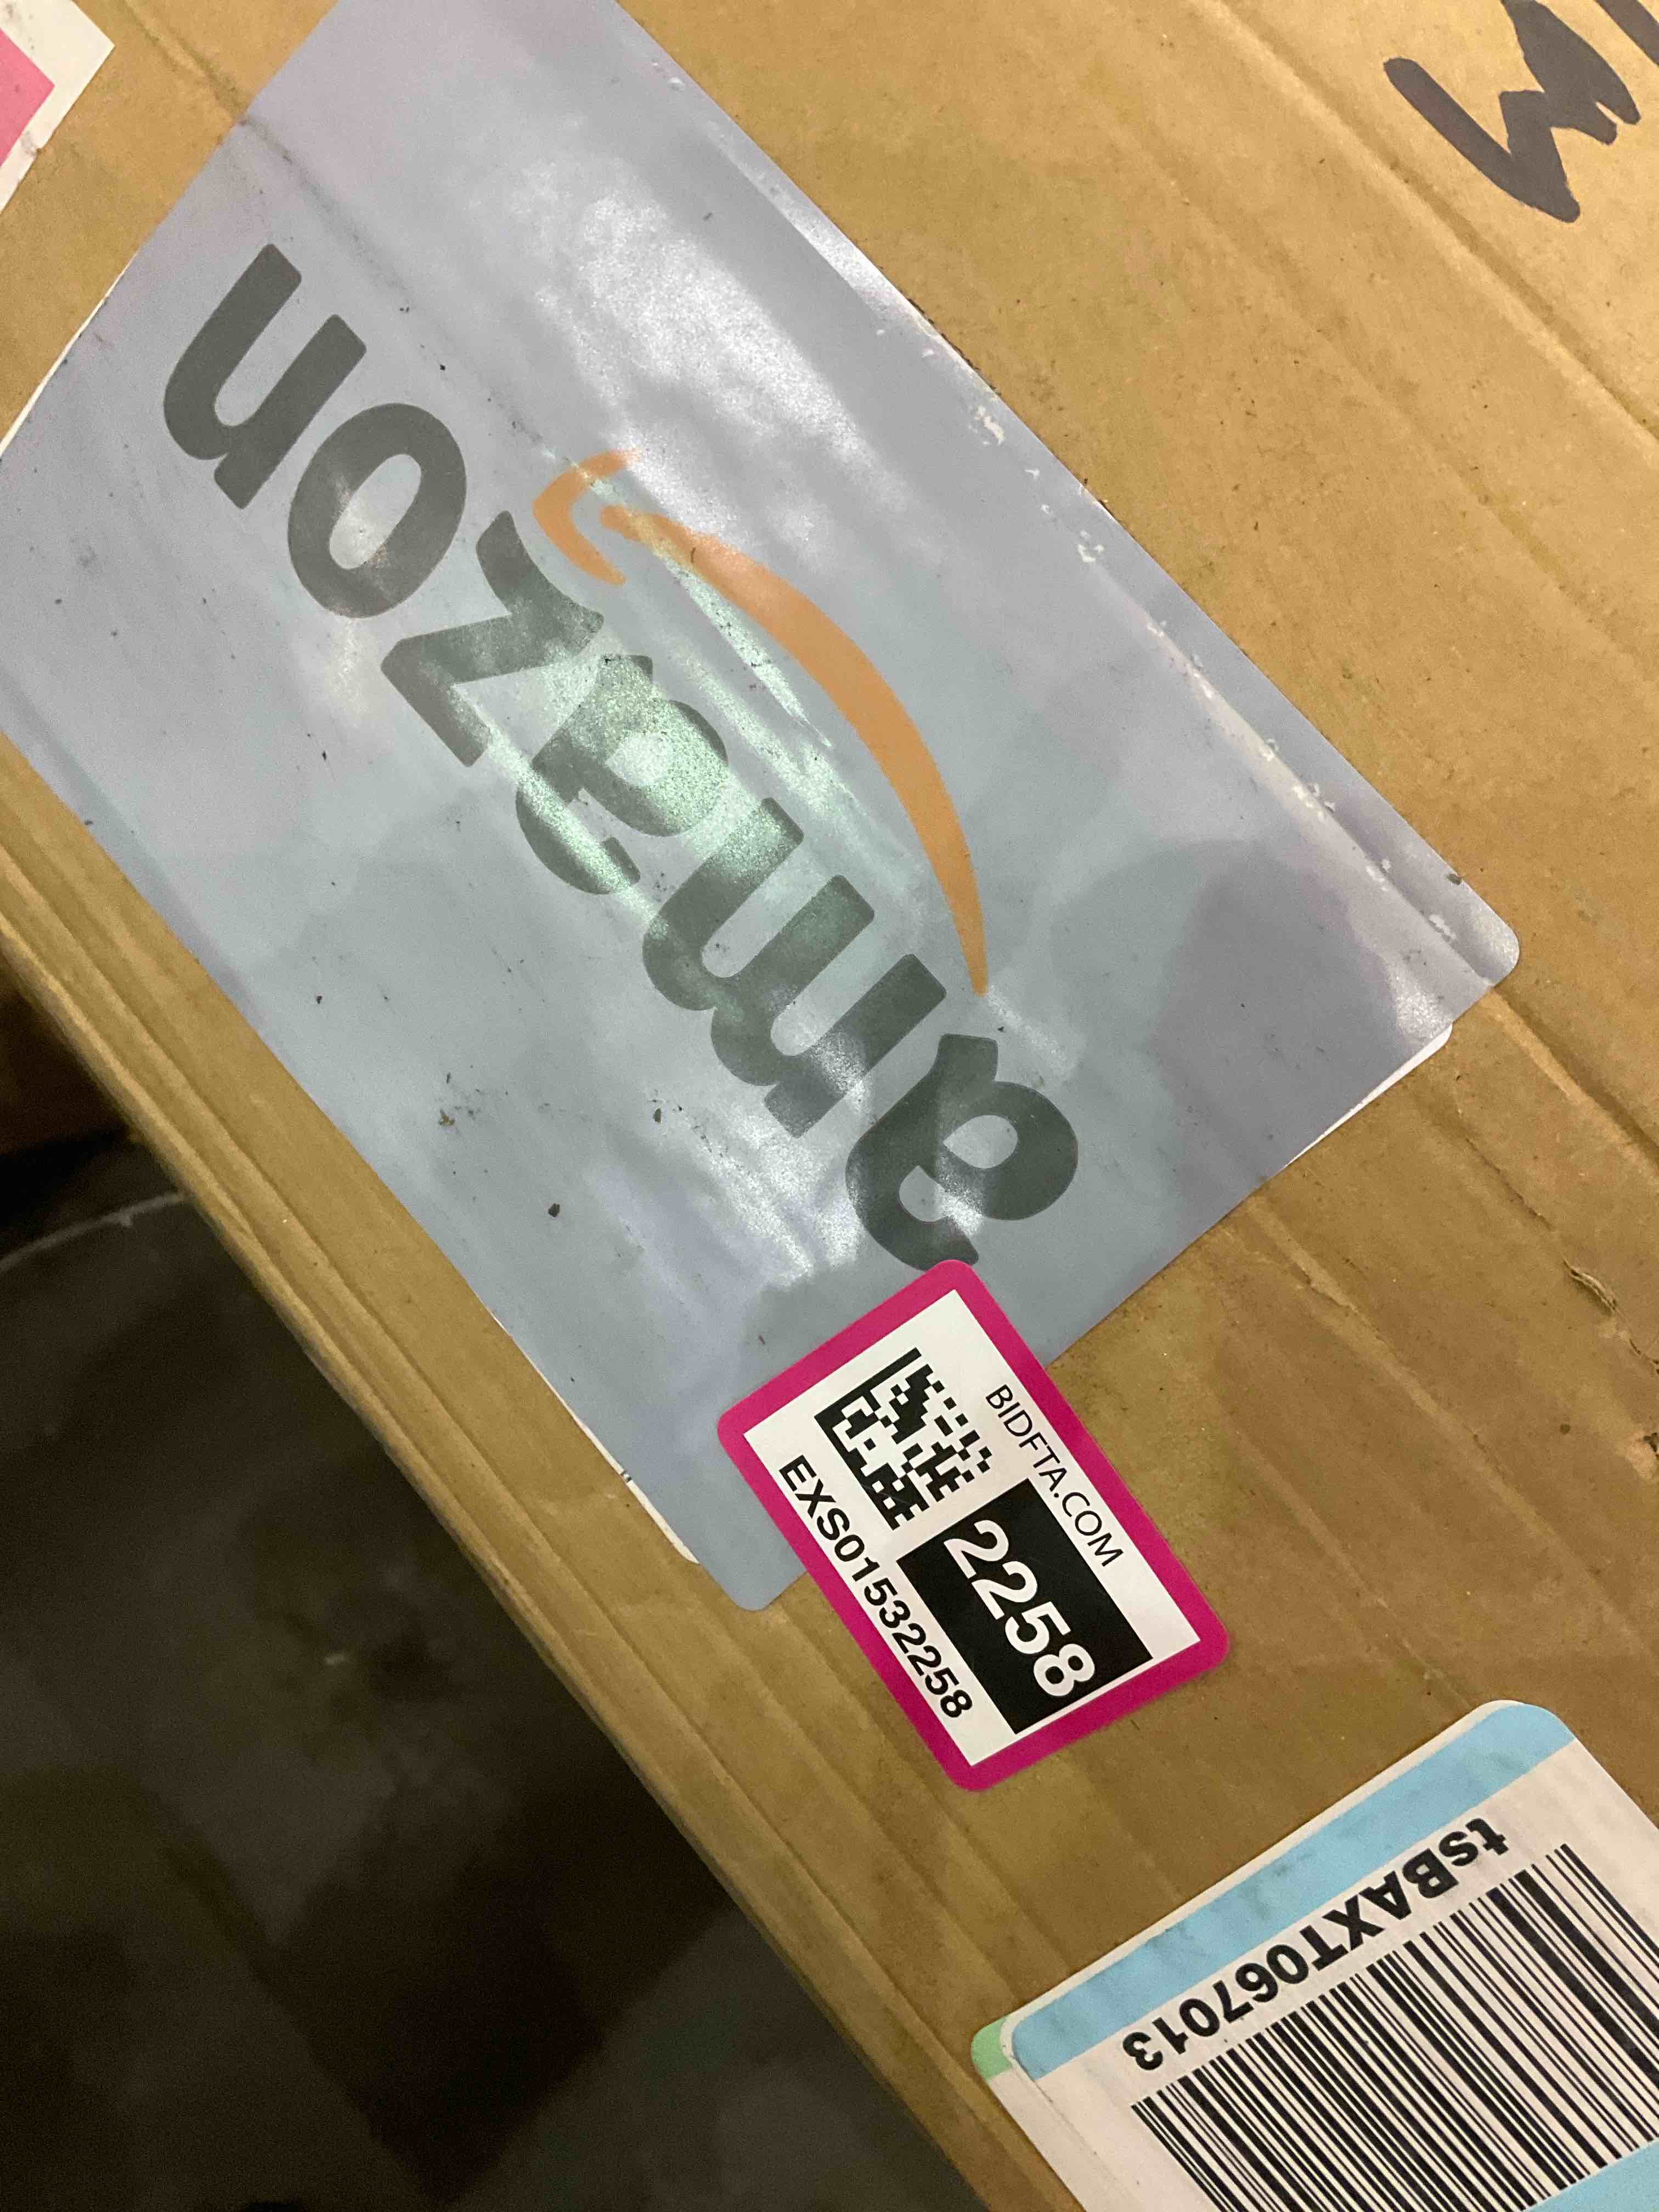 amazon
BIDFTA.COM
2258
EXS01532258
tsBAXT067013